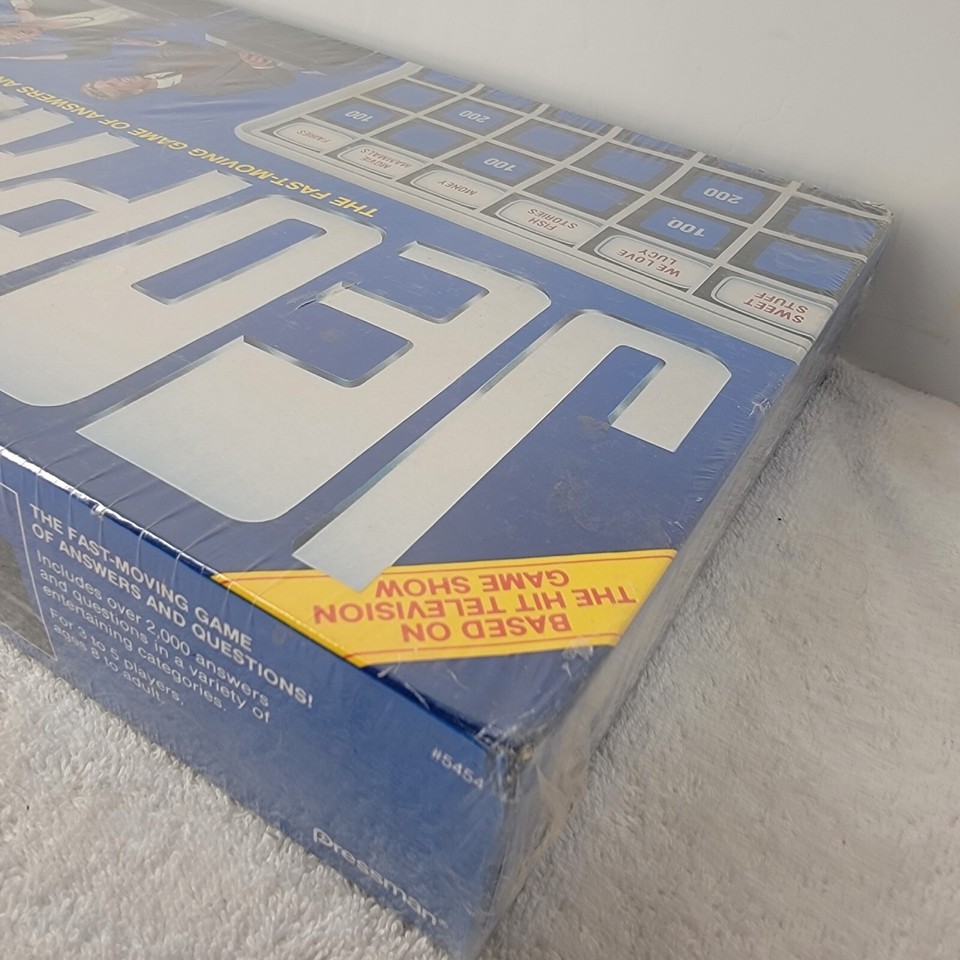 BASED ON
THE HIT TELEVISION
GAME SHOW
JEOP
THE FAST-MOVING GAME OF ANSWERS
SWEET
STUFF
WE LOVE
LUCY
FISH
STORIES
MONEY
MOVIE
MAMMALS
100
100
100
200
200
THE FAST-MOVING GAME
OF ANSWERS AND QUESTIONS!
Includes over 2,000 answers
and questions, in a variety of
entertaining categories.
For 3 to 5 players,
ages 8 to adult.
#5454
Pressman